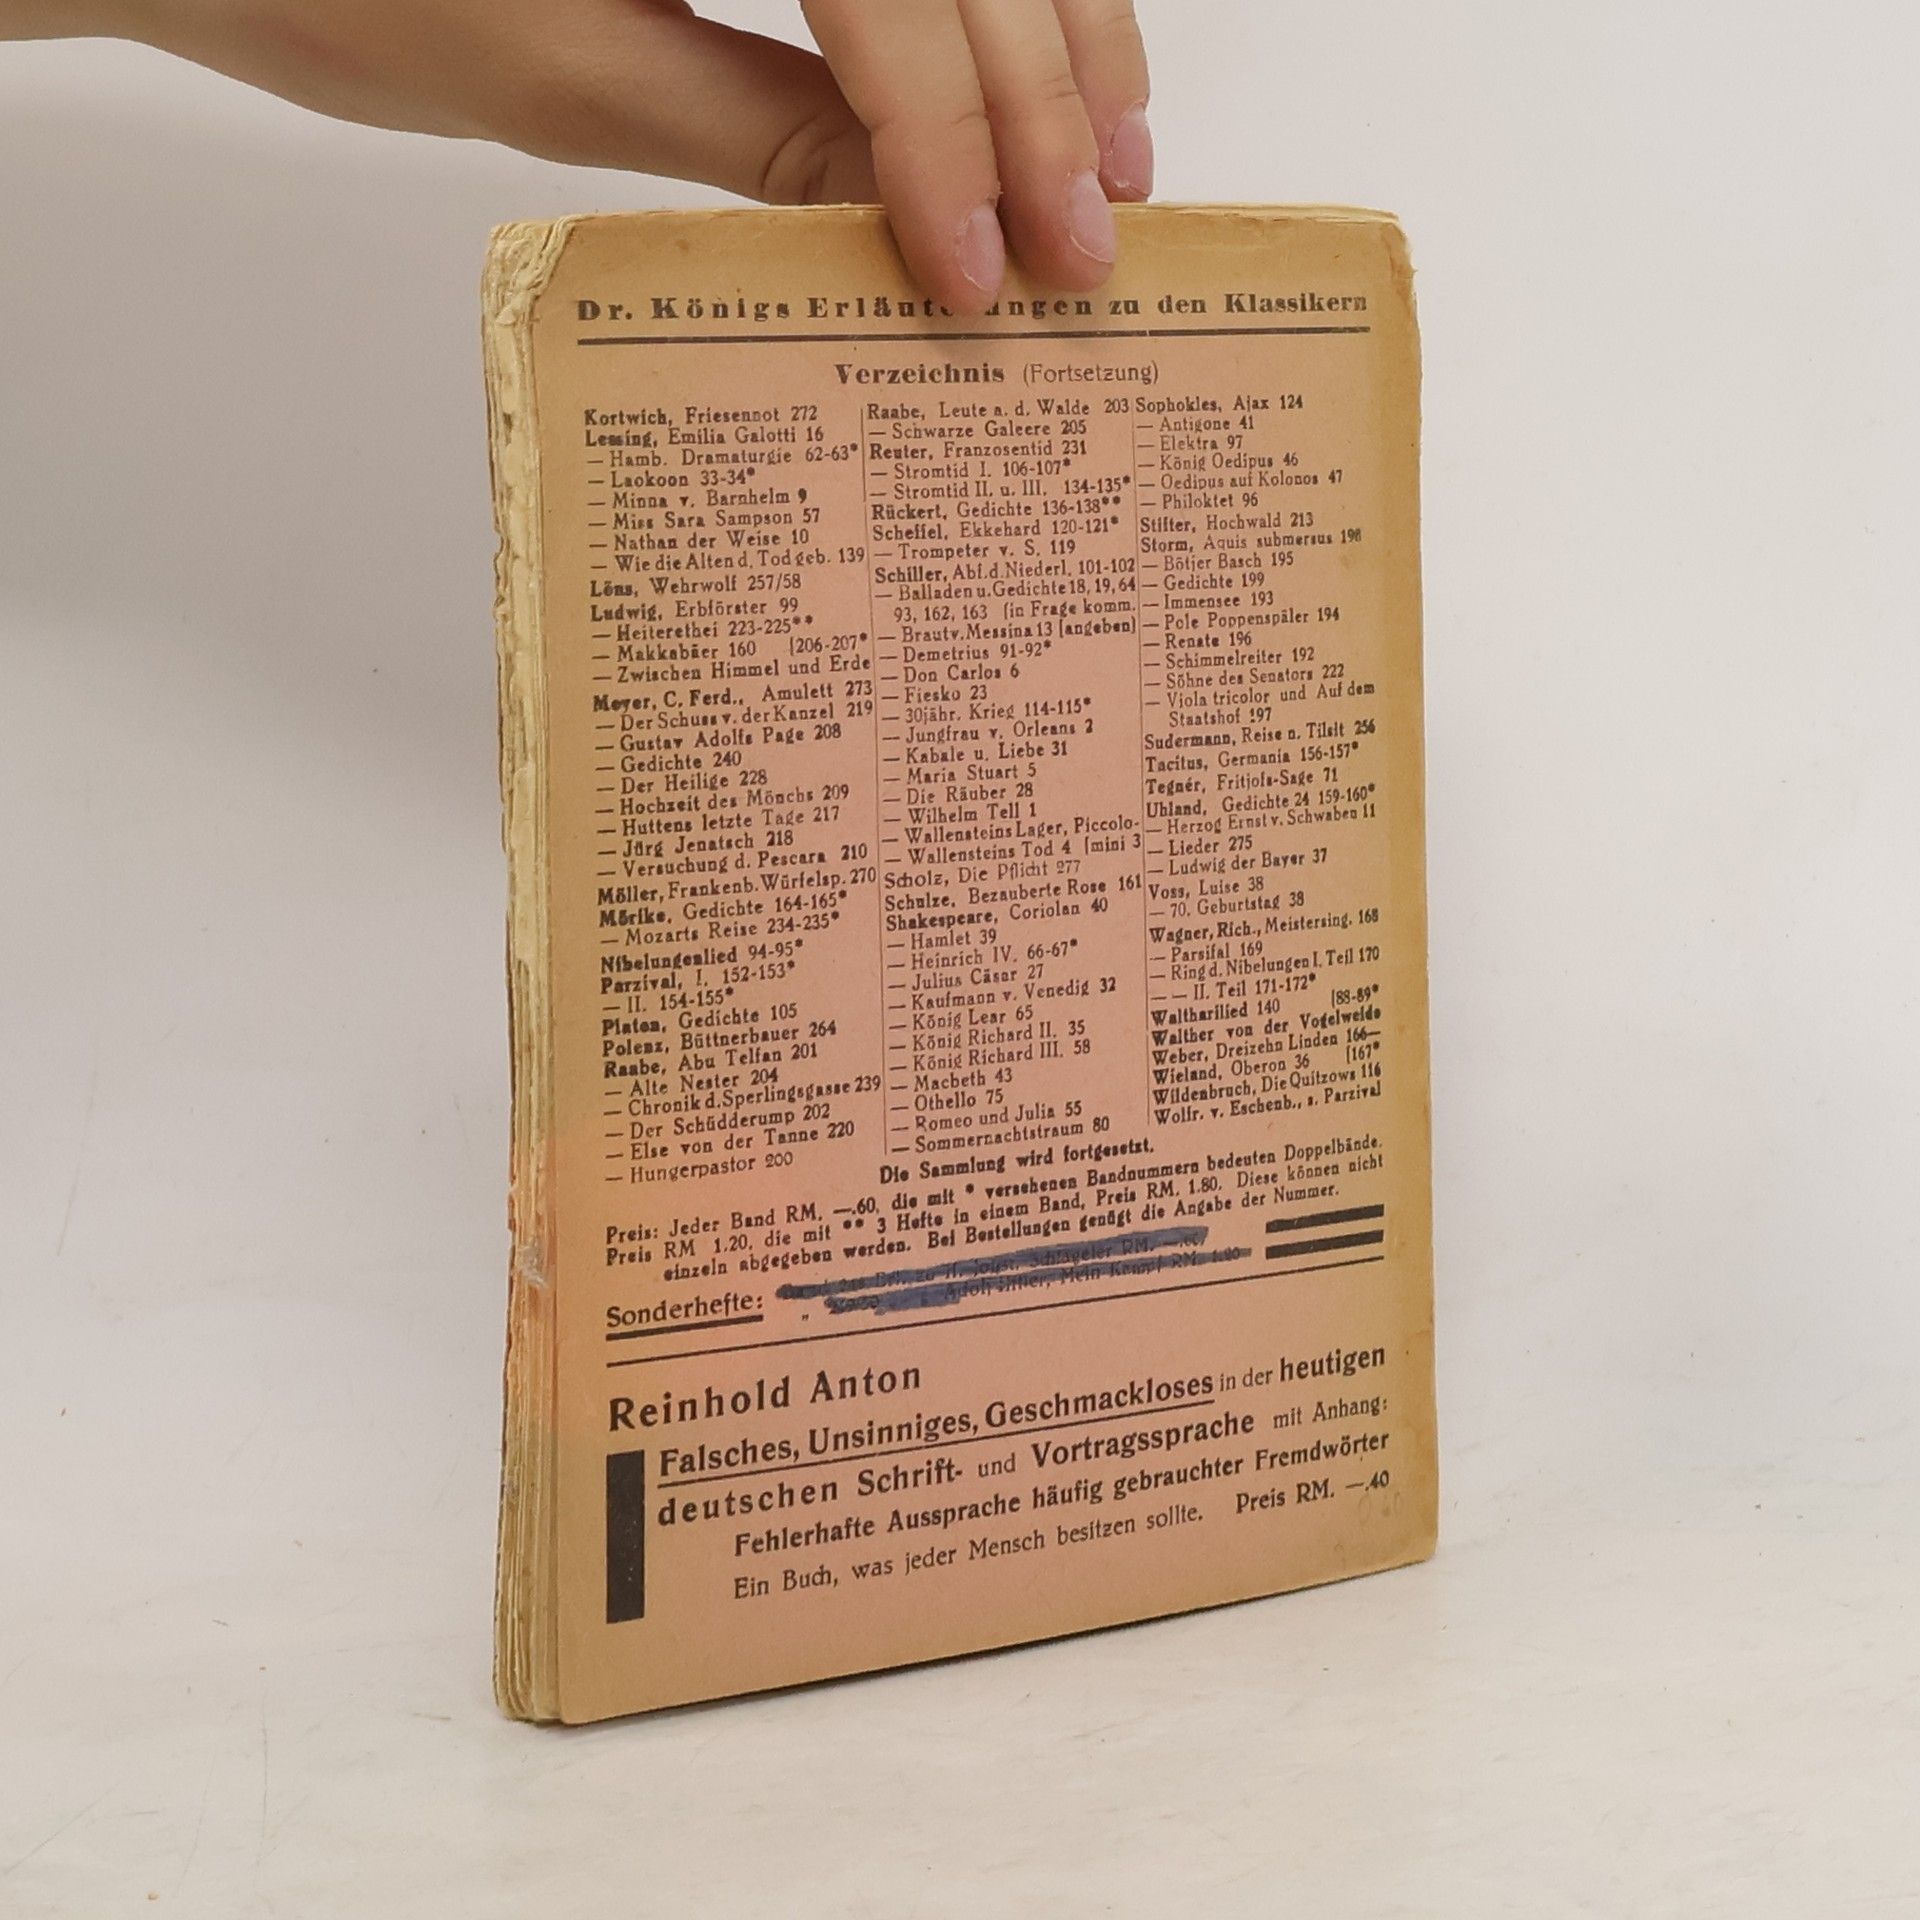 Dr. Königs Erläut ungen zu den Klassikern
Verzeichnis (Fortsetzung)
Kortwich, Friesennot 272
Lessing, Emilia Galotti 16
— Hamb. Dramaturgie 62-63*
— Laokoon 33-34*
— Minna v. Barnhelm 9
— Miss Sara Sampson 57
— Nathan der Weise 10
— Wie die Alten d. Tod geb. 139
Löns, Wehrwolf 257/58
Ludwig, Erbförster 99
— Heiterethei 223-225**
— Makkabäer 160 [206-207*
— Zwischen Himmel und Erde
Meyer, C. Ferd., Amulett 273
— Der Schuss v. der Kanzel 219
— Gustav Adolfs Page 208
— Gedichte 240
— Der Heilige 228
— Hochzeit des Mönchs 209
— Huttens letzte Tage 217
— Jürg Jenatsch 218
— Versuchung d. Pescara 210
Möller, Frankenb. Würfelsp. 270
Mörike, Gedichte 164-165*
— Mozarts Reise 234-235*
Nibelungenlied 94-95*
Parzival, I. 152-153*
— II. 154-155*
Platen, Gedichte 105
Polenz, Büttnerbauer 264
Raabe, Abu Telfan 201
— Alte Nester 204
— Chronik d. Sperlingsgasse 239
— Der Schüdderump 202
— Else von der Tanne 220
— Hungerpastor 200
Raabe, Leute a. d. Walde 203
— Schwarze Galeere 205
Reuter, Franzosentid 231
— Stromtid I. 106-107*
— Stromtid II. u. III. 134-135*
Rückert, Gedichte 136-138**
Scheffel, Ekkehard 120-121*
— Trompeter v. S. 119
Schiller, Abf. d. Niederl. 101-102
— Balladen u. Gedichte 18, 19, 64
93, 162, 163 [in Frage komm.
— Braut v. Messina 13 [angeben]
— Demetrius 91-92*
— Don Carlos 6
— Fiesko 23
— 30jähr. Krieg 114-115*
— Jungfrau v. Orleans 2
— Kabale u. Liebe 31
— Maria Stuart 5
— Die Räuber 28
— Wilhelm Tell 1
— Wallensteins Lager, Piccolo-
— Wallensteins Tod 4 [mini 3
Scholz, Die Pflicht 277
Schulze, Bezauberte Rose 161
Shakespeare, Coriolan 40
— Hamlet 39
— Heinrich IV. 66-67*
— Julius Cäsar 27
— Kaufmann v. Venedig 32
— König Lear 65
— König Richard II. 35
— König Richard III. 58
— Macbeth 43
— Othello 75
— Romeo und Julia 55
— Sommernachtstraum 80
Sophokles, Ajax 124
— Antigone 41
— Elektra 97
— König Oedipus 46
— Oedipus auf Kolonos 47
— Philoktet 96
Stifter, Hochwald 213
Storm, Aquis submersus 198
— Bötjer Basch 195
— Gedichte 199
— Immensee 193
— Pole Poppenspäler 194
— Renate 196
— Schimmelreiter 192
— Söhne des Senators 222
— Viola tricolor und Auf dem
Staatshof 197
Sudermann, Reise n. Tilsit 256
Tacitus, Germania 156-157*
Tegnér, Fritjofs-Sage 71
Uhland, Gedichte 24 159-160*
— Herzog Ernst v. Schwaben 11
— Lieder 275
— Ludwig der Bayer 37
Voss, Luise 38
— 70. Geburtstag 38
Wagner, Rich., Meistersing. 168
— Parsifal 169
— Ring d. Nibelungen I. Teil 170
— — II. Teil 171-172*
Waltharilied 140 [88-89*
Walther von der Vogelweide
Weber, Dreizehn Linden 166—
Wieland, Oberon 36 [167*
Wildenbruch, Die Quitzows 116
Wolfr. v. Eschenb., s. Parzival
Die Sammlung wird fortgesetzt.
Preis: Jeder Band RM. —.60, die mit * versehenen Bandnummern bedeuten Doppelbände.
Preis RM 1.20, die mit ** 3 Hefte in einem Band, Preis RM. 1.80. Diese können nicht
einzeln abgegeben werden. Bei Bestellungen genügt die Angabe der Nummer.
Sonderhefte: Erl. zu H. Johst, Schlageter RM. —.60
„ Adolf Hitler, Mein Kampf RM. 1.20
Reinhold Anton
Falsches, Unsinniges, Geschmackloses in der heutigen
deutschen Schrift- und Vortragssprache mit Anhang:
Fehlerhafte Aussprache häufig gebrauchter Fremdwörter
Ein Buch, was jeder Mensch besitzen sollte. Preis RM. —.40